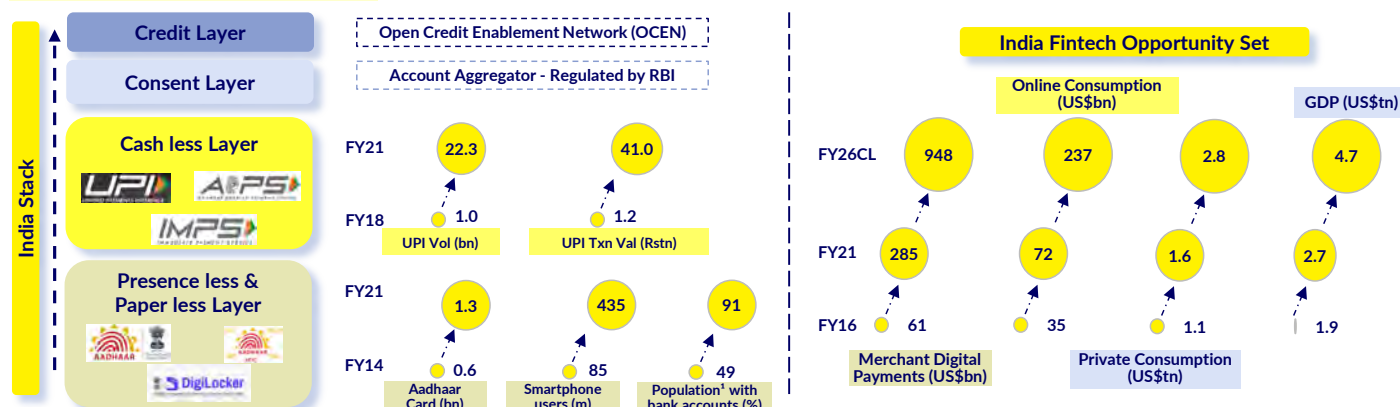 India Stack
Credit Layer
Consent Layer
Cash less Layer
UPI
AEPS
IMPS
Presence less &
Paper less Layer
AADHAAR
AADHAAR
DigiLocker
Open Credit Enablement Network (OCEN)
Account Aggregator - Regulated by RBI
FY21
22.3
41.0
FY18
1.0
1.2
UPI Vol (bn)
UPI Txn Val (Rstn)
FY21
1.3
435
91
FY14
0.6
85
49
Aadhaar
Card (bn)
Smartphone
users (m)
Population¹ with
bank accounts (%)
India Fintech Opportunity Set
Online Consumption
(US$bn)
GDP (US$tn)
FY26CL
948
237
2.8
4.7
FY21
285
72
1.6
2.7
FY16
61
35
1.1
1.9
Merchant Digital
Payments (US$bn)
Private Consumption
(US$tn)